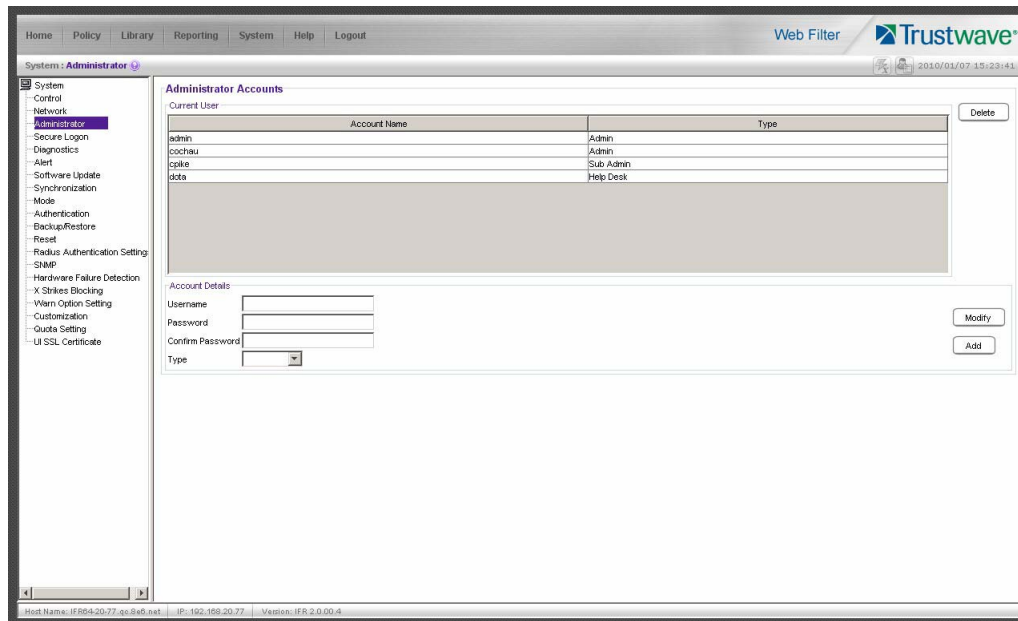 Home Policy Library Reporting System Help Logout
Web Filter
Trustwave®
System : Administrator
2010/01/07 15:23:41
System
Control
Network
Administrator
Secure Logon
Diagnostics
Alert
Software Update
Synchronization
Mode
Authentication
Backup/Restore
Reset
Radius Authentication Setting
SNMP
Hardware Failure Detection
X Strikes Blocking
Warn Option Setting
Customization
Quota Setting
UI SSL Certificate
Administrator Accounts
Current User
Account Name Type
admin Admin
cochau Admin
cpike Sub Admin
dota Help Desk
Delete
Account Details
Username
Password
Confirm Password
Type
Modify
Add
Host Name: IFR64-20-77.qc.8e6.net IP: 192.168.20.77 Version: IFR 2.0.00.4